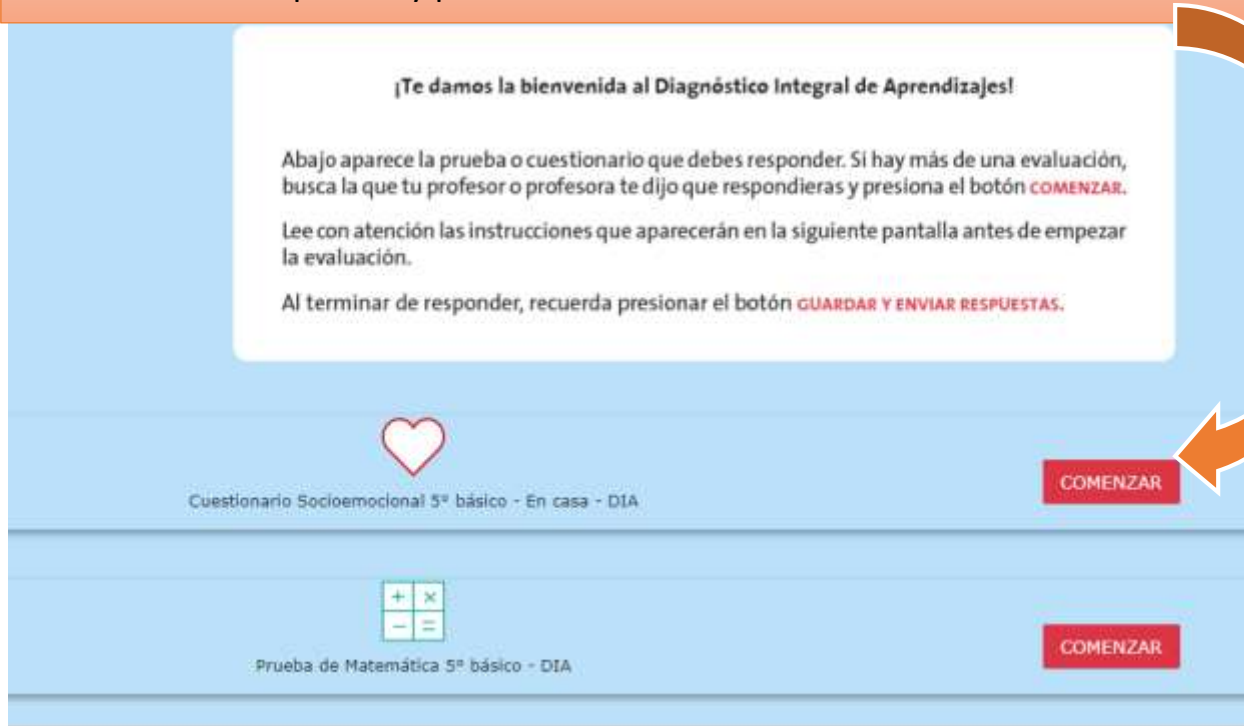 ¡Te damos la bienvenida al Diagnóstico Integral de Aprendizajes!
Abajo aparece la prueba o cuestionario que debes responder. Si hay más de una evaluación,
busca la que tu profesor o profesora te dijo que respondieras y presiona el botón COMENZAR.
Lee con atención las instrucciones que aparecerán en la siguiente pantalla antes de empezar
la evaluación.
Al terminar de responder, recuerda presionar el botón GUARDAR Y ENVIAR RESPUESTAS.
COMENZAR
Cuestionario Socioemocional 5° básico - En casa - DIA
+ ×
- =
COMENZAR
Prueba de Matemática 5° básico - DIA